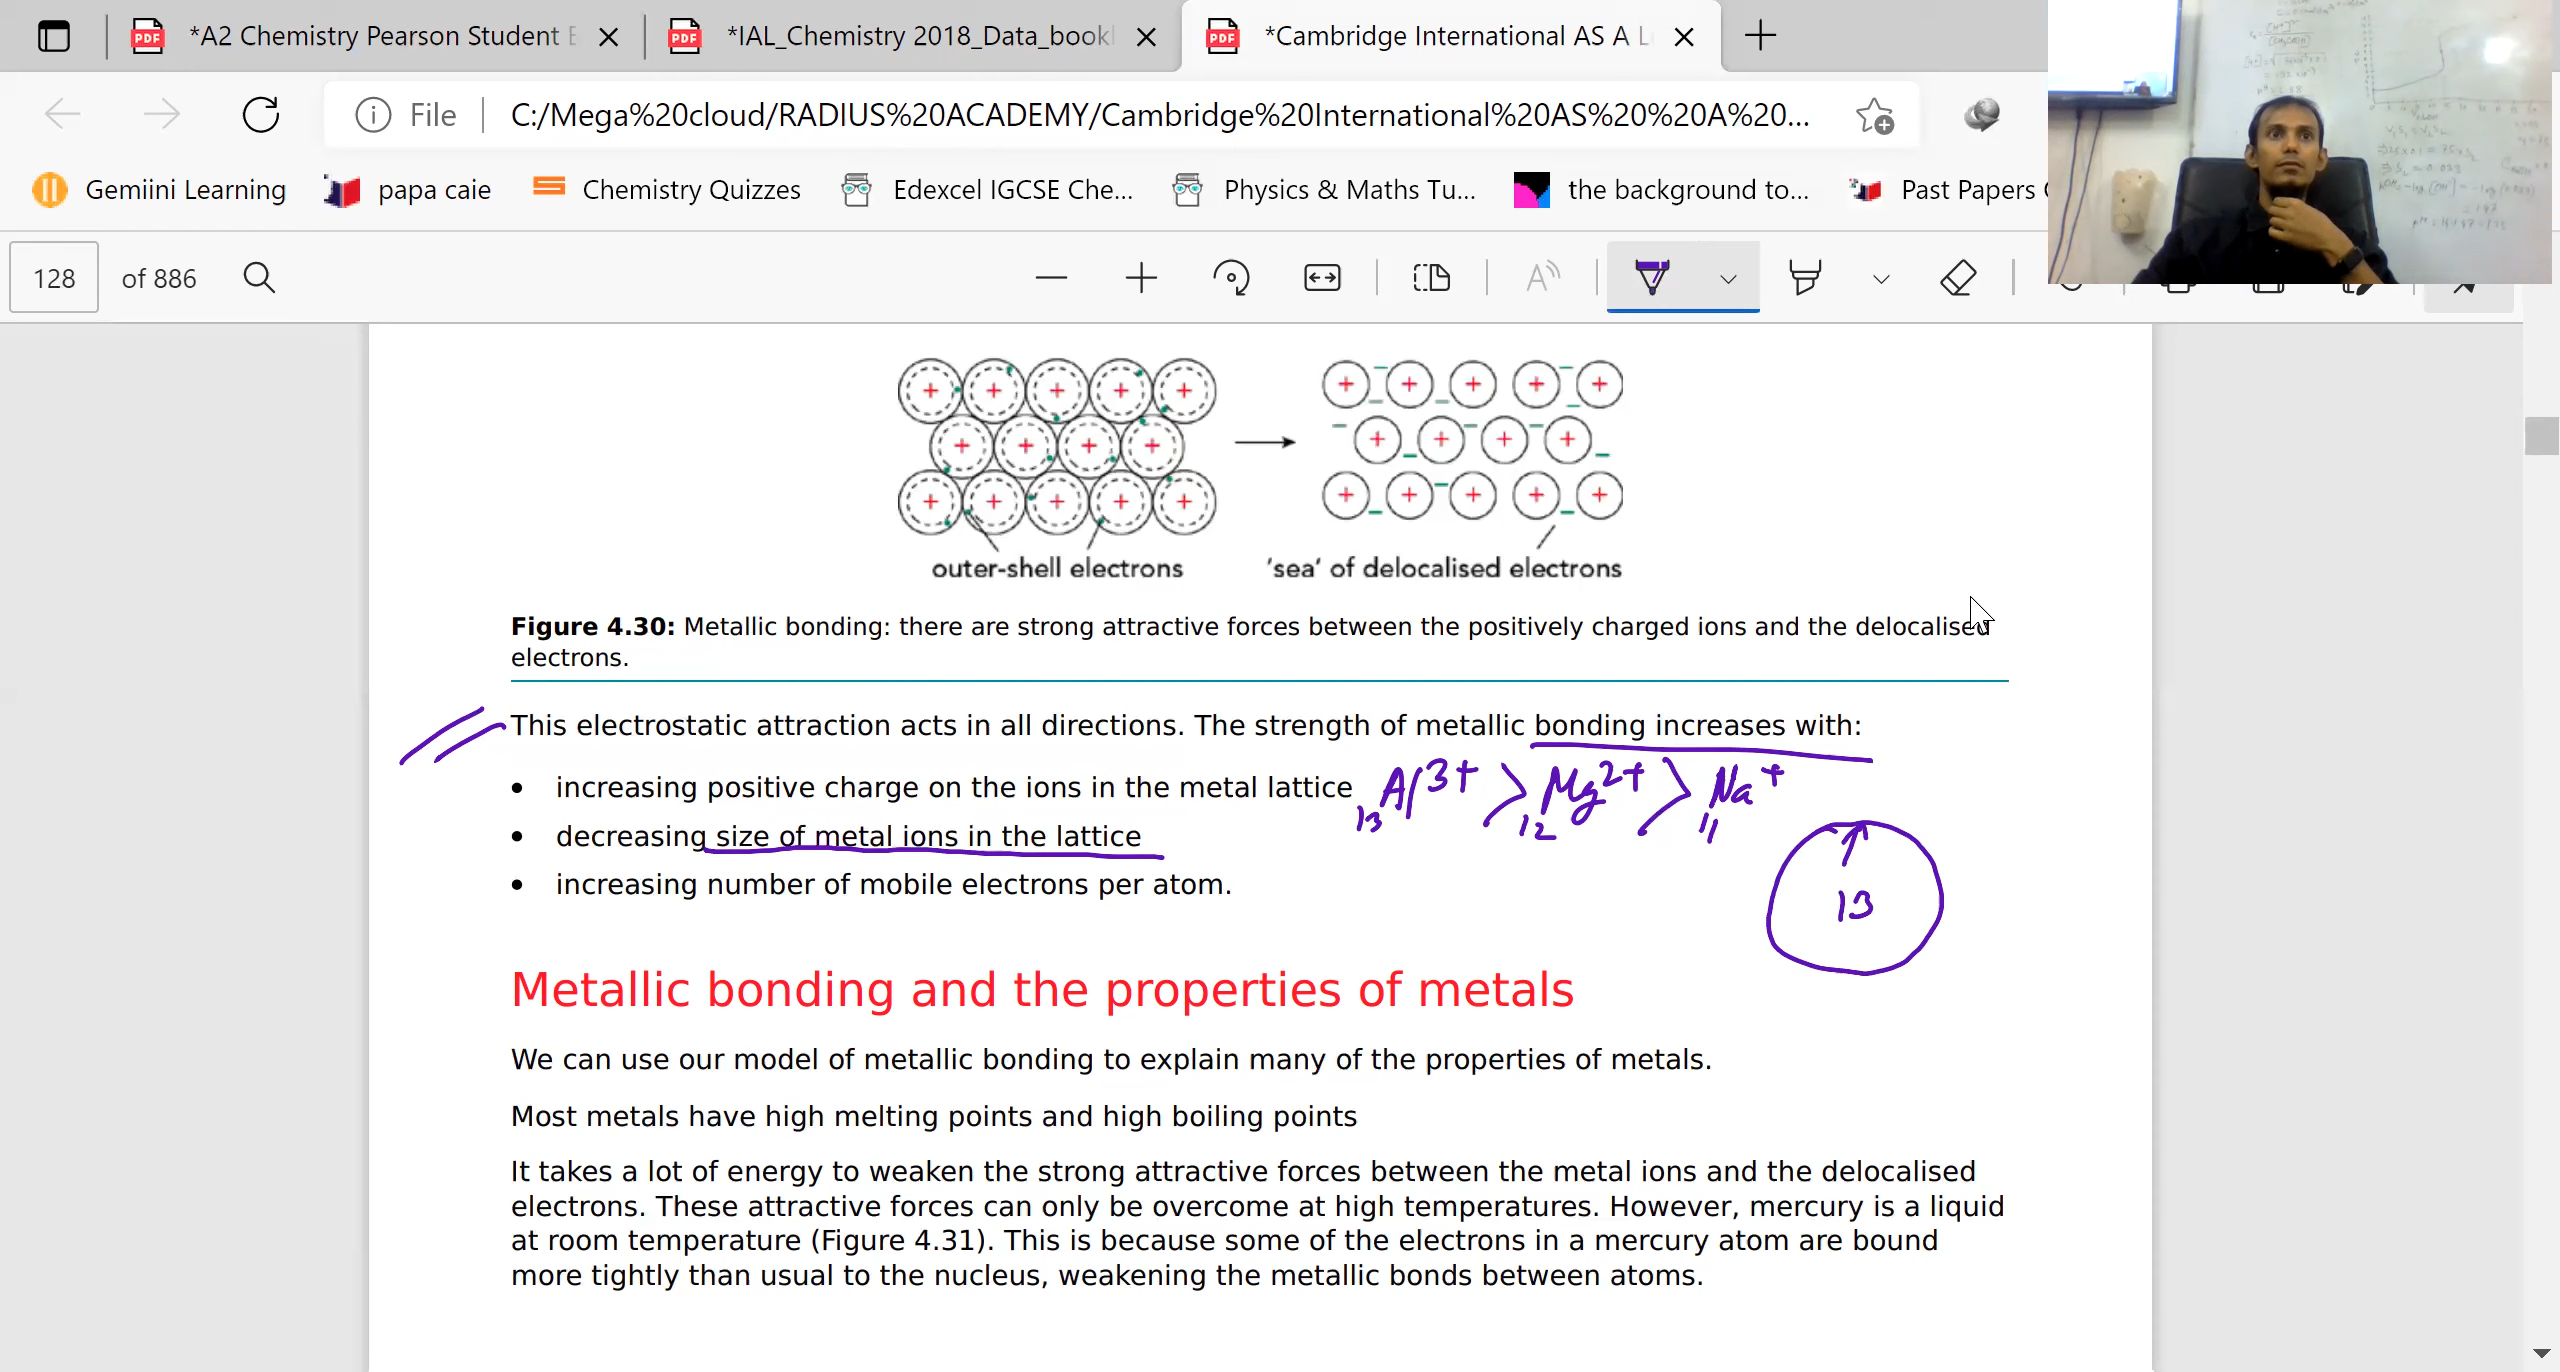 *A2 Chemistry Pearson Student E
*IAL_Chemistry 2018_Data_book
*Cambridge International AS A L
File
C:/Mega%20cloud/RADIUS%20ACADEMY/Cambridge%20International%20AS%20%20A%20...
Gemiini Learning
papa caie
Chemistry Quizzes
Edexcel IGCSE Che...
Physics & Maths Tu...
the background to...
Past Papers
128 of 886
outer-shell electrons
'sea' of delocalised electrons
Figure 4.30: Metallic bonding: there are strong attractive forces between the positively charged ions and the delocalised
electrons.
This electrostatic attraction acts in all directions. The strength of metallic bonding increases with:
• increasing positive charge on the ions in the metal lattice
₁₃Al³⁺ > ₁₂Mg²⁺ > ₁₁Na⁺
• decreasing size of metal ions in the lattice
• increasing number of mobile electrons per atom.
13
Metallic bonding and the properties of metals
We can use our model of metallic bonding to explain many of the properties of metals.
Most metals have high melting points and high boiling points
It takes a lot of energy to weaken the strong attractive forces between the metal ions and the delocalised
electrons. These attractive forces can only be overcome at high temperatures. However, mercury is a liquid
at room temperature (Figure 4.31). This is because some of the electrons in a mercury atom are bound
more tightly than usual to the nucleus, weakening the metallic bonds between atoms.